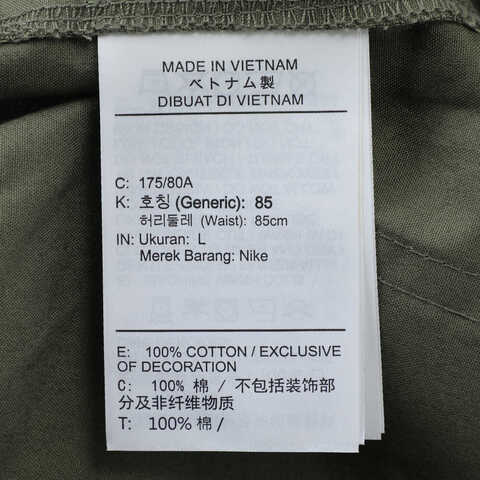 MADE IN VIETNAM
ベトナム製
DIBUAT DI VIETNAM
C: 175/80A
K: 호칭 (Generic): 85
허리둘레 (Waist): 85cm
IN: Ukuran: L
Merek Barang: Nike
E: 100% COTTON / EXCLUSIVE
OF DECORATION
C: 100% 棉 / 不包括装饰部
分及非纤维物质
T: 100% 棉 /